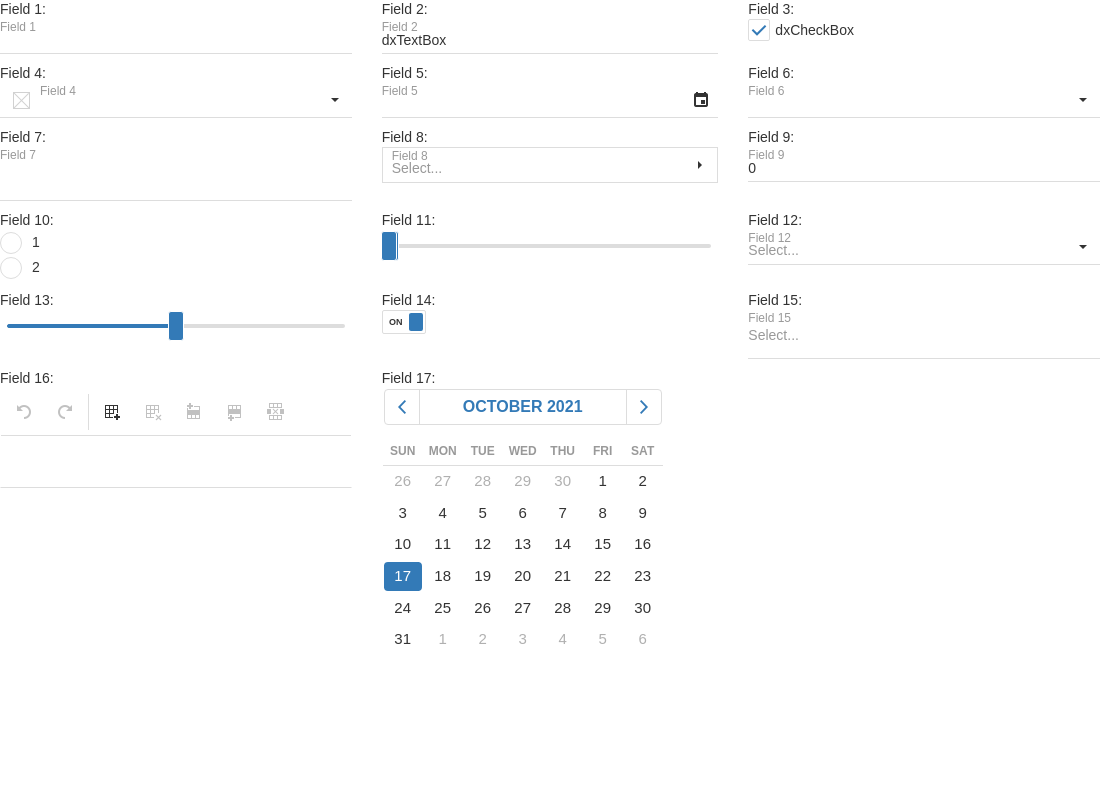 Field 1:
Field 1
Field 2:
Field 2
dxTextBox
Field 3:
dxCheckBox
Field 4:
Field 4
Field 5:
Field 5
Field 6:
Field 6
Field 7:
Field 7
Field 8:
Field 8
Select...
Field 9:
Field 9
0
Field 10:
1
2
Field 11:
Field 12:
Field 12
Select...
Field 13:
Field 14:
ON
Field 15:
Field 15
Select...
Field 16:
Field 17:
OCTOBER 2021
SUN MON TUE WED THU FRI SAT
26 27 28 29 30 1 2
3 4 5 6 7 8 9
10 11 12 13 14 15 16
17 18 19 20 21 22 23
24 25 26 27 28 29 30
31 1 2 3 4 5 6